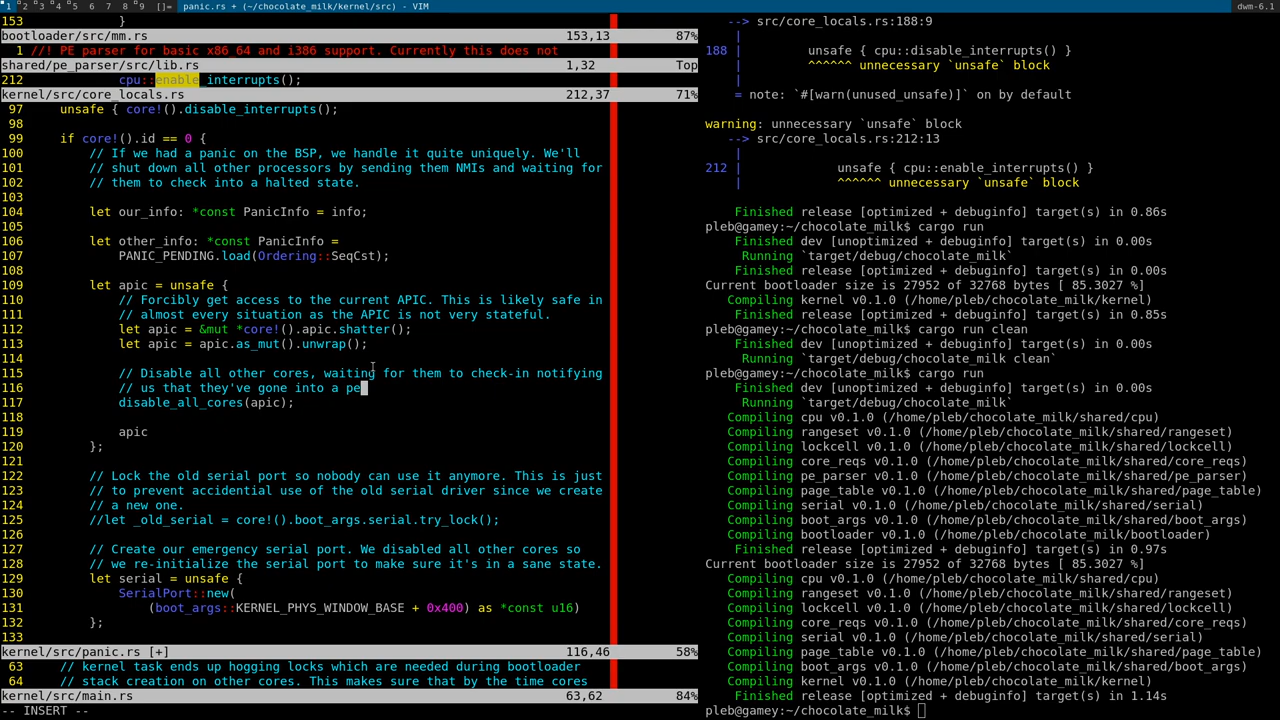 1 2 3 4 5 6 7 8 9 []= panic.rs + (~/chocolate_milk/kernel/src) - VIM dwm-6.1
153 }
bootloader/src/mm.rs 153,13 87%
1 //! PE parser for basic x86_64 and i386 support. Currently this does not
shared/pe_parser/src/lib.rs 1,32 Top
212 cpu::enable_interrupts();
kernel/src/core_locals.rs 212,37 71%
97 unsafe { core!().disable_interrupts();
98
99 if core!().id == 0 {
100 // If we had a panic on the BSP, we handle it quite uniquely. We'll
101 // shut down all other processors by sending them NMIs and waiting for
102 // them to check into a halted state.
103
104 let our_info: *const PanicInfo = info;
105
106 let other_info: *const PanicInfo =
107 PANIC_PENDING.load(Ordering::SeqCst);
108
109 let apic = unsafe {
110 // Forcibly get access to the current APIC. This is likely safe in
111 // almost every situation as the APIC is not very stateful.
112 let apic = &mut *core!().apic.shatter();
113 let apic = apic.as_mut().unwrap();
114
115 // Disable all other cores, waiting for them to check-in notifying
116 // us that they've gone into a pe
117 disable_all_cores(apic);
118
119 apic
120 };
121
122 // Lock the old serial port so nobody can use it anymore. This is just
123 // to prevent accidential use of the old serial driver since we create
124 // a new one.
125 //let _old_serial = core!().boot_args.serial.try_lock();
126
127 // Create our emergency serial port. We disabled all other cores so
128 // we re-initialize the serial port to make sure it's in a sane state.
129 let serial = unsafe {
130 SerialPort::new(
131 (boot_args::KERNEL_PHYS_WINDOW_BASE + 0x400) as *const u16)
132 };
133
kernel/src/panic.rs [+] 116,46 58%
63 // kernel task ends up hogging locks which are needed during bootloader
64 // stack creation on other cores. This makes sure that by the time cores
kernel/src/main.rs 63,62 84%
-- INSERT --
--> src/core_locals.rs:188:9
|
188 | unsafe { cpu::disable_interrupts() }
| ^^^^^^ unnecessary `unsafe` block
|
= note: `#[warn(unused_unsafe)]` on by default

warning: unnecessary `unsafe` block
--> src/core_locals.rs:212:13
|
212 | unsafe { cpu::enable_interrupts() }
| ^^^^^^ unnecessary `unsafe` block

Finished release [optimized + debuginfo] target(s) in 0.86s
pleb@gamey:~/chocolate_milk$ cargo run
Finished dev [unoptimized + debuginfo] target(s) in 0.00s
Running `target/debug/chocolate_milk`
Finished release [optimized + debuginfo] target(s) in 0.00s
Current bootloader size is 27952 of 32768 bytes [ 85.3027 %]
Compiling kernel v0.1.0 (/home/pleb/chocolate_milk/kernel)
Finished release [optimized + debuginfo] target(s) in 0.85s
pleb@gamey:~/chocolate_milk$ cargo run clean
Finished dev [unoptimized + debuginfo] target(s) in 0.00s
Running `target/debug/chocolate_milk clean`
pleb@gamey:~/chocolate_milk$ cargo run
Finished dev [unoptimized + debuginfo] target(s) in 0.00s
Running `target/debug/chocolate_milk`
Compiling cpu v0.1.0 (/home/pleb/chocolate_milk/shared/cpu)
Compiling rangeset v0.1.0 (/home/pleb/chocolate_milk/shared/rangeset)
Compiling lockcell v0.1.0 (/home/pleb/chocolate_milk/shared/lockcell)
Compiling core_reqs v0.1.0 (/home/pleb/chocolate_milk/shared/core_reqs)
Compiling pe_parser v0.1.0 (/home/pleb/chocolate_milk/shared/pe_parser)
Compiling page_table v0.1.0 (/home/pleb/chocolate_milk/shared/page_table)
Compiling serial v0.1.0 (/home/pleb/chocolate_milk/shared/serial)
Compiling boot_args v0.1.0 (/home/pleb/chocolate_milk/shared/boot_args)
Compiling bootloader v0.1.0 (/home/pleb/chocolate_milk/bootloader)
Finished release [optimized + debuginfo] target(s) in 0.97s
Current bootloader size is 27952 of 32768 bytes [ 85.3027 %]
Compiling cpu v0.1.0 (/home/pleb/chocolate_milk/shared/cpu)
Compiling rangeset v0.1.0 (/home/pleb/chocolate_milk/shared/rangeset)
Compiling lockcell v0.1.0 (/home/pleb/chocolate_milk/shared/lockcell)
Compiling core_reqs v0.1.0 (/home/pleb/chocolate_milk/shared/core_reqs)
Compiling serial v0.1.0 (/home/pleb/chocolate_milk/shared/serial)
Compiling page_table v0.1.0 (/home/pleb/chocolate_milk/shared/page_table)
Compiling boot_args v0.1.0 (/home/pleb/chocolate_milk/shared/boot_args)
Compiling kernel v0.1.0 (/home/pleb/chocolate_milk/kernel)
Finished release [optimized + debuginfo] target(s) in 1.14s
pleb@gamey:~/chocolate_milk$